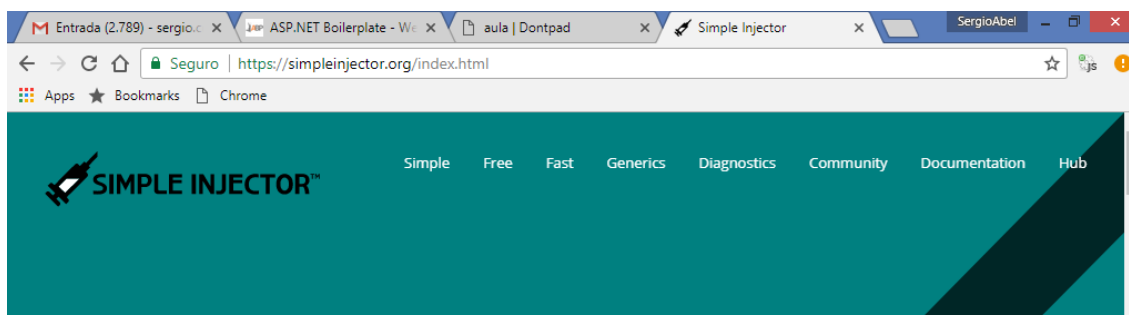 Entrada (2.789) - sergio.c ASP.NET Boilerplate - We aula | Dontpad Simple Injector SergioAbel
Seguro | https://simpleinjector.org/index.html js
Apps Bookmarks Chrome
SIMPLE INJECTOR™ Simple Free Fast Generics Diagnostics Community Documentation Hub